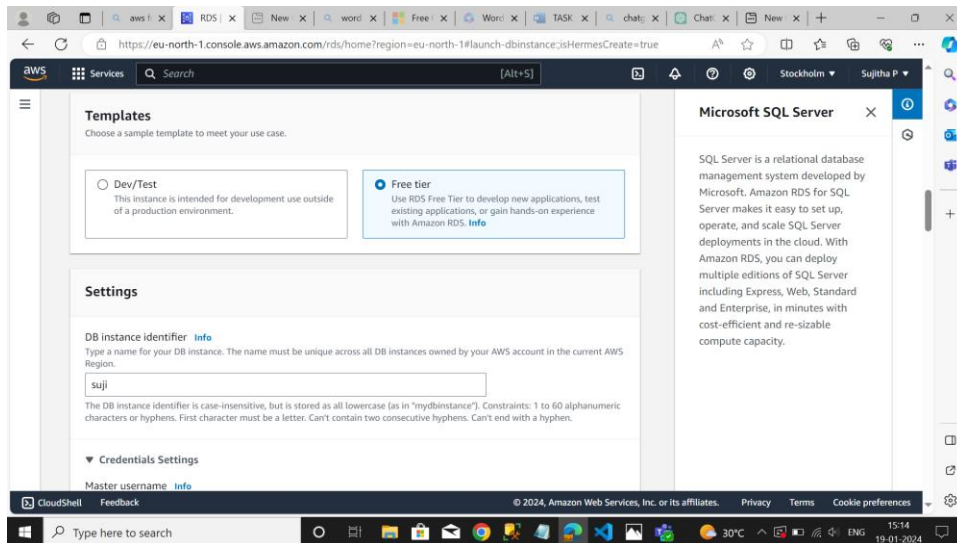 aws f
RDS |
New
word
Free
Word
TASK
chatg
Chat
New
https://eu-north-1.console.aws.amazon.com/rds/home?region=eu-north-1#launch-dbinstance;isHermesCreate=true
aws
Services
Search
[Alt+S]
Stockholm
Sujitha P
Templates
Choose a sample template to meet your use case.
Dev/Test
This instance is intended for development use outside
of a production environment.
Free tier
Use RDS Free Tier to develop new applications, test
existing applications, or gain hands-on experience
with Amazon RDS. Info
Settings
DB instance identifier Info
Type a name for your DB instance. The name must be unique across all DB instances owned by your AWS account in the current AWS
Region.
suji
The DB instance identifier is case-insensitive, but is stored as all lowercase (as in "mydbinstance"). Constraints: 1 to 60 alphanumeric
characters or hyphens. First character must be a letter. Can't contain two consecutive hyphens. Can't end with a hyphen.
Credentials Settings
Master username Info
Microsoft SQL Server
SQL Server is a relational database
management system developed by
Microsoft. Amazon RDS for SQL
Server makes it easy to set up,
operate, and scale SQL Server
deployments in the cloud. With
Amazon RDS, you can deploy
multiple editions of SQL Server
including Express, Web, Standard
and Enterprise, in minutes with
cost-efficient and re-sizable
compute capacity.
CloudShell Feedback
© 2024, Amazon Web Services, Inc. or its affiliates. Privacy Terms Cookie preferences
Type here to search
30°C
ENG
15:14
19-01-2024